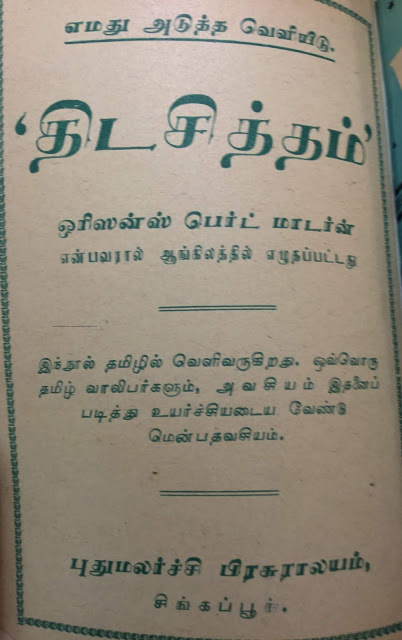 எமது அடுத்த வெளியீடு.
'திடசித்தம்'
ஒரிஸன்ஸ் பெர்ட் மாடர்ன்
என்பவரால் ஆங்கிலத்தில் எழுதப்பட்டது
இந்நூல் தமிழில் வெளிவருகிறது. ஒவ்வொரு
தமிழ் வாலிபர்களும், அவசியம் இதனைப்
படித்து உயர்ச்சியடைய வேண்டு
மென்பதவசியம்.
புதுமலர்ச்சி பிரசுராலயம்,
சிங்கப்பூர்.